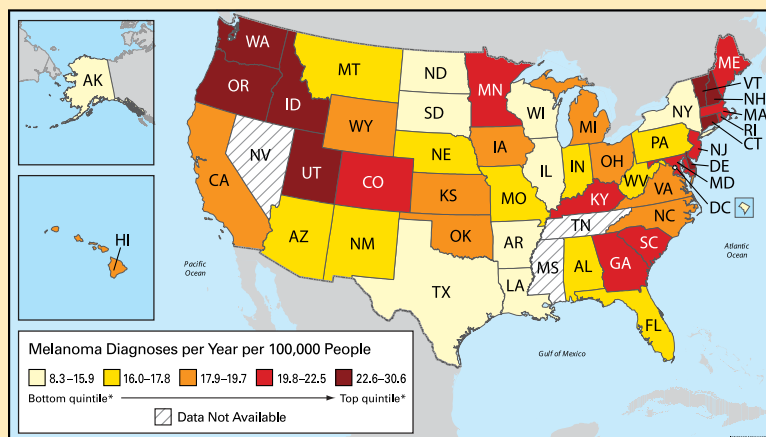 AK
HI
WA
OR
ID
MT
ND
MN
SD
WI
MI
NY
ME
VT
NH
MA
RI
CT
NJ
DE
MD
DC
PA
WY
NV
CA
UT
CO
NE
IA
IL
IN
OH
WV
VA
KS
MO
KY
NC
TN
AZ
NM
OK
AR
SC
MS
AL
GA
TX
LA
FL
Pacific
Ocean
Atlantic
Ocean
Gulf of Mexico
Melanoma Diagnoses per Year per 100,000 People
8.3–15.9 16.0–17.8 17.9–19.7 19.8–22.5 22.6–30.6
Bottom quintile* Top quintile*
Data Not Available